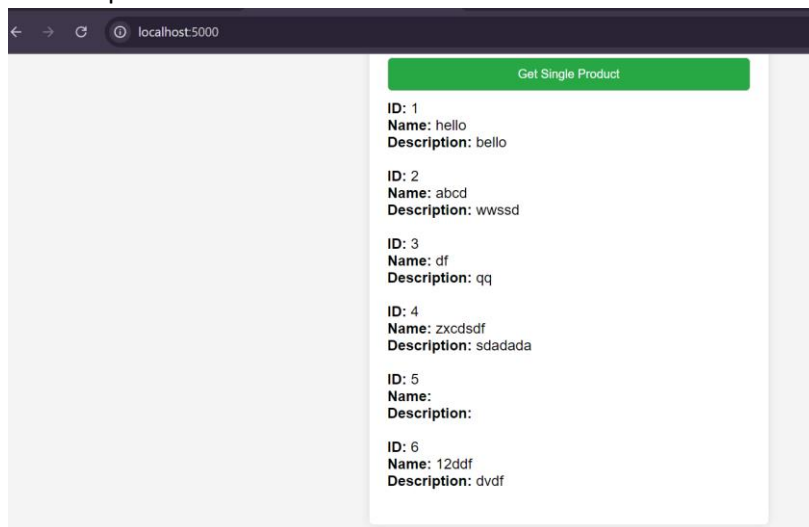 localhost:5000
Get Single Product
ID: 1
Name: hello
Description: bello
ID: 2
Name: abcd
Description: wwssd
ID: 3
Name: df
Description: qq
ID: 4
Name: zxcdsdf
Description: sdadada
ID: 5
Name:
Description:
ID: 6
Name: 12ddf
Description: dvdf